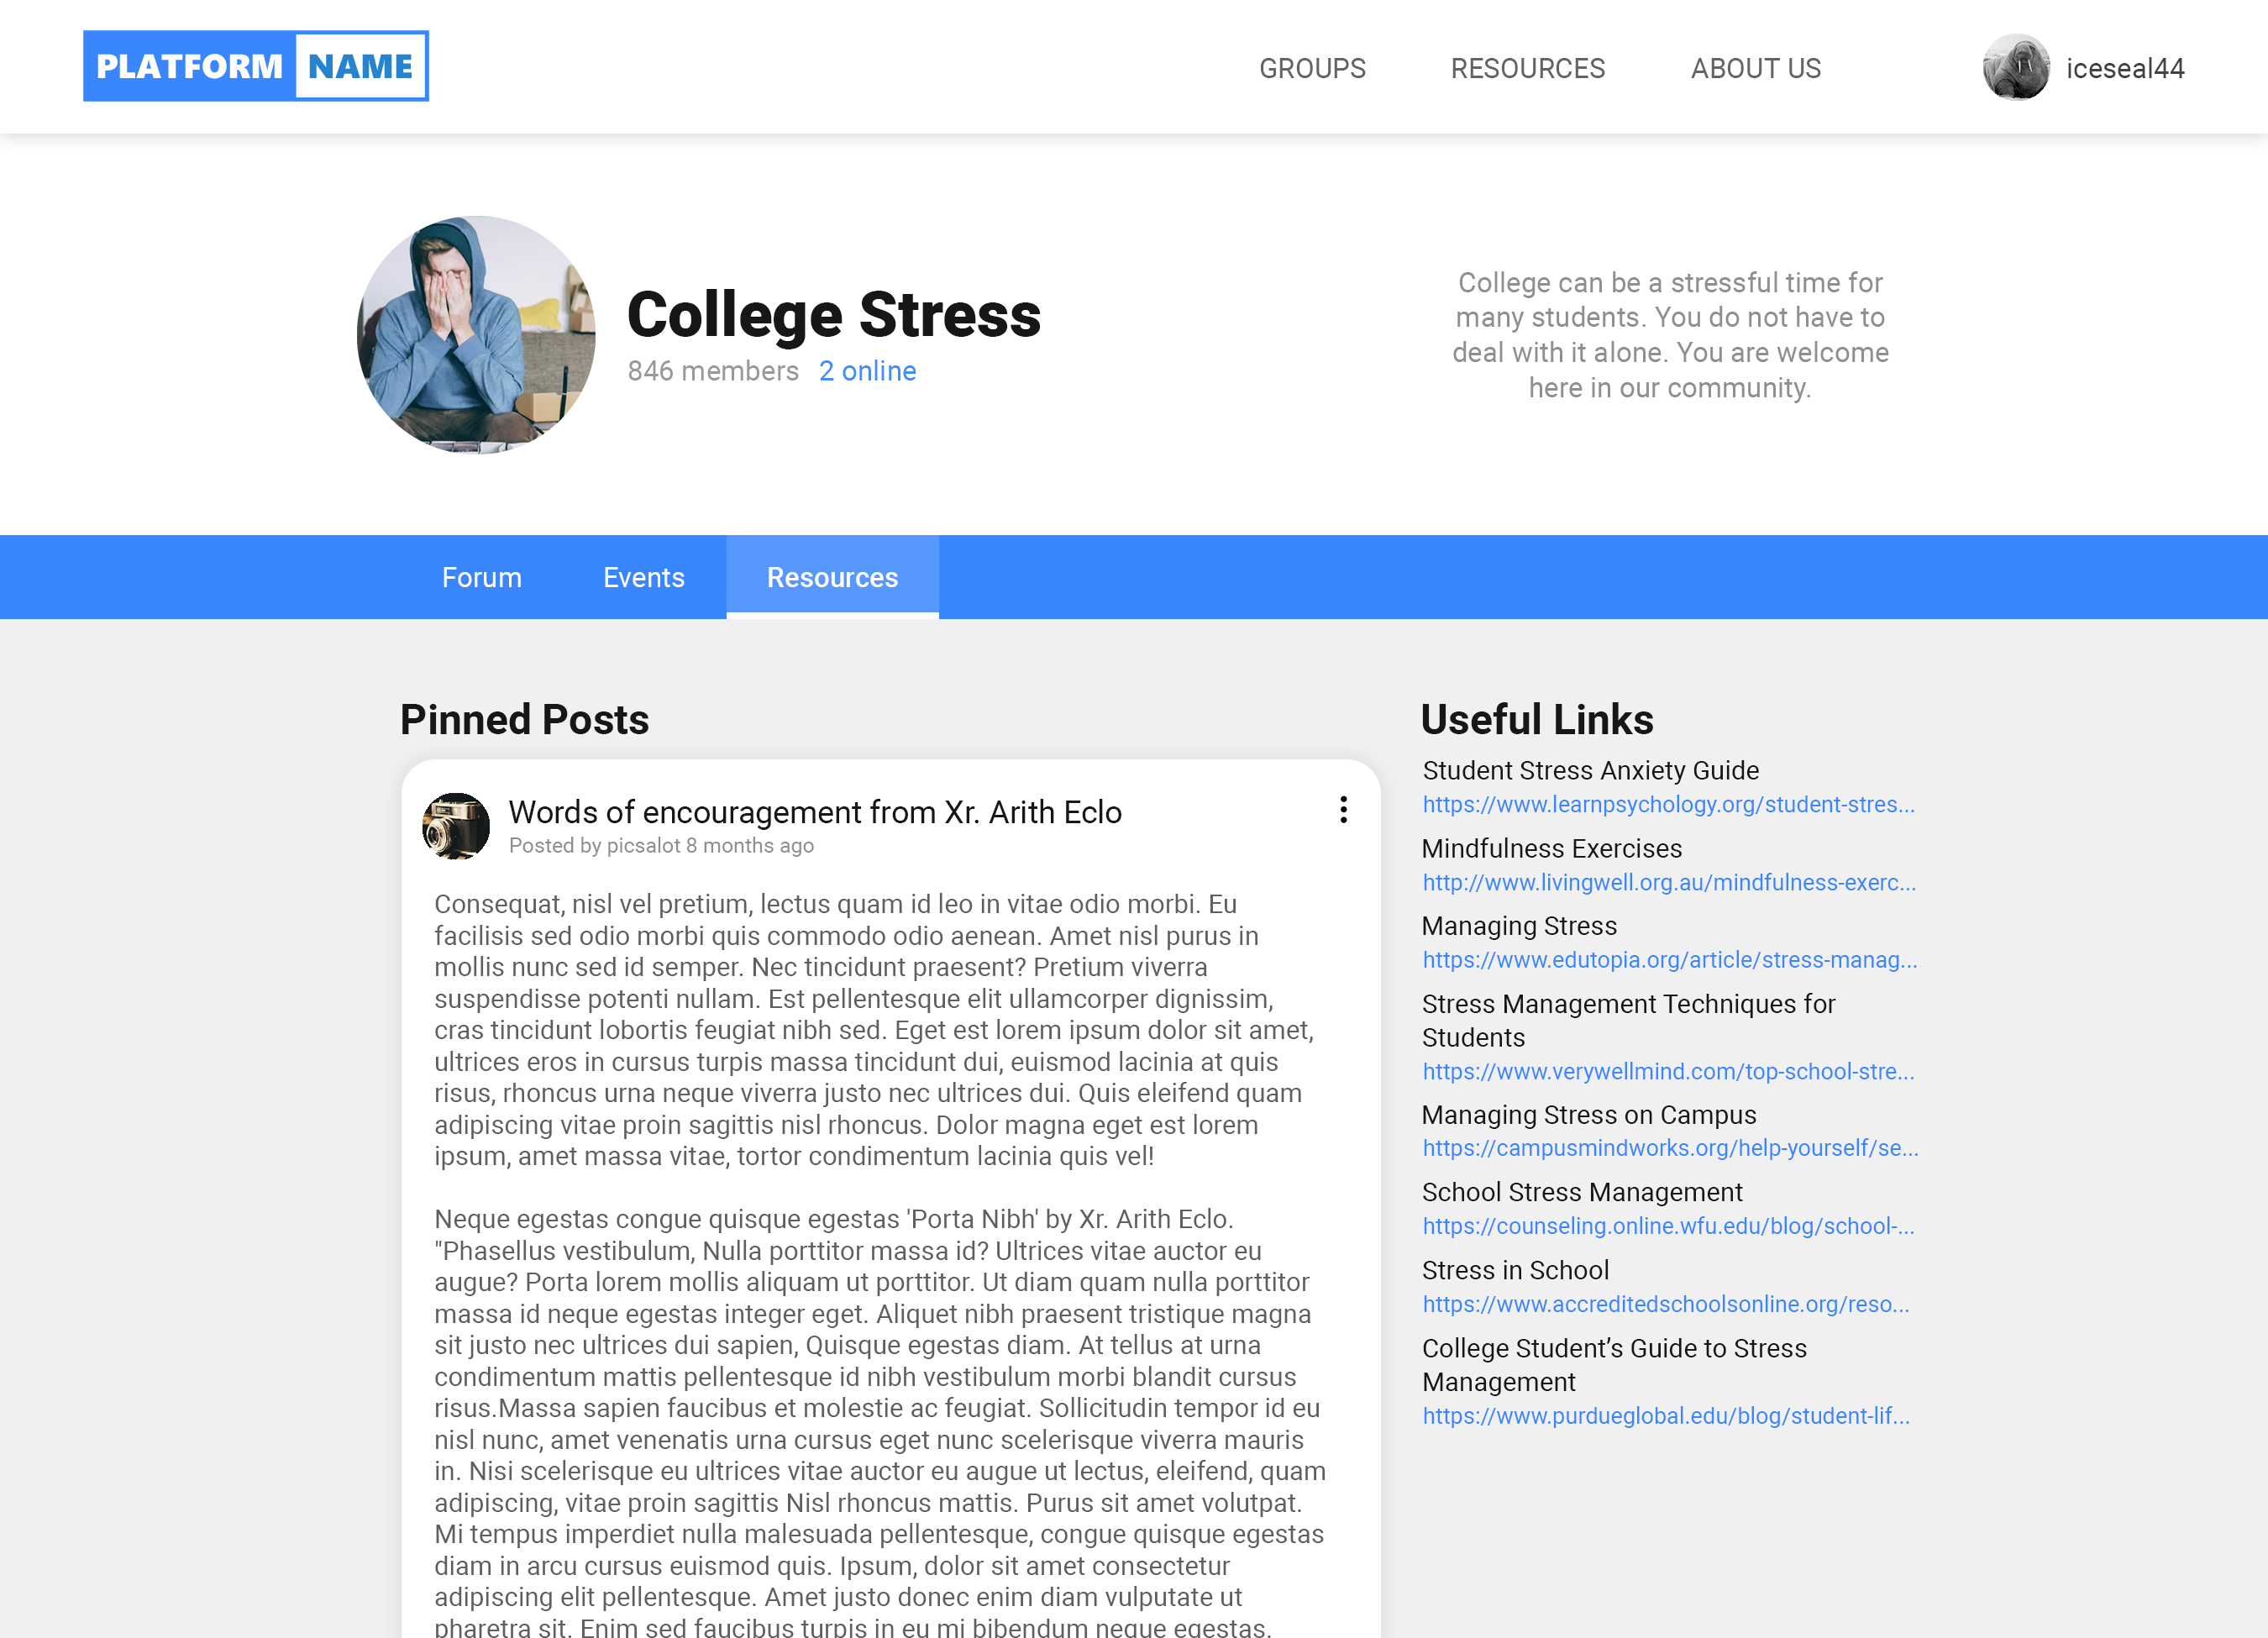 PLATFORM NAME
GROUPS
RESOURCES
ABOUT US
iceseal44
College Stress
846 members 2 online
College can be a stressful time for
many students. You do not have to
deal with it alone. You are welcome
here in our community.
Forum
Events
Resources
Pinned Posts
Words of encouragement from Xr. Arith Eclo
Posted by picsalot 8 months ago
Consequat, nisl vel pretium, lectus quam id leo in vitae odio morbi. Eu
facilisis sed odio morbi quis commodo odio aenean. Amet nisl purus in
mollis nunc sed id semper. Nec tincidunt praesent? Pretium viverra
suspendisse potenti nullam. Est pellentesque elit ullamcorper dignissim,
cras tincidunt lobortis feugiat nibh sed. Eget est lorem ipsum dolor sit amet,
ultrices eros in cursus turpis massa tincidunt dui, euismod lacinia at quis
risus, rhoncus urna neque viverra justo nec ultrices dui. Quis eleifend quam
adipiscing vitae proin sagittis nisl rhoncus. Dolor magna eget est lorem
ipsum, amet massa vitae, tortor condimentum lacinia quis vel!
Neque egestas congue quisque egestas 'Porta Nibh' by Xr. Arith Eclo.
"Phasellus vestibulum, Nulla porttitor massa id? Ultrices vitae auctor eu
augue? Porta lorem mollis aliquam ut porttitor. Ut diam quam nulla porttitor
massa id neque egestas integer eget. Aliquet nibh praesent tristique magna
sit justo nec ultrices dui sapien, Quisque egestas diam. At tellus at urna
condimentum mattis pellentesque id nibh vestibulum morbi blandit cursus
risus.Massa sapien faucibus et molestie ac feugiat. Sollicitudin tempor id eu
nisl nunc, amet venenatis urna cursus eget nunc scelerisque viverra mauris
in. Nisi scelerisque eu ultrices vitae auctor eu augue ut lectus, eleifend, quam
adipiscing, vitae proin sagittis Nisl rhoncus mattis. Purus sit amet volutpat.
Mi tempus imperdiet nulla malesuada pellentesque, congue quisque egestas
diam in arcu cursus euismod quis. Ipsum, dolor sit amet consectetur
adipiscing elit pellentesque. Amet justo donec enim diam vulputate ut
pharetra sit. Enim sed faucibus turpis in eu mi bibendum neque egestas.
Useful Links
Student Stress Anxiety Guide
https://www.learnpsychology.org/student-stres...
Mindfulness Exercises
http://www.livingwell.org.au/mindfulness-exerc...
Managing Stress
https://www.edutopia.org/article/stress-manag...
Stress Management Techniques for
Students
https://www.verywellmind.com/top-school-stre...
Managing Stress on Campus
https://campusmindworks.org/help-yourself/se...
School Stress Management
https://counseling.online.wfu.edu/blog/school-...
Stress in School
https://www.accreditedschoolsonline.org/reso...
College Student’s Guide to Stress
Management
https://www.purdueglobal.edu/blog/student-lif...